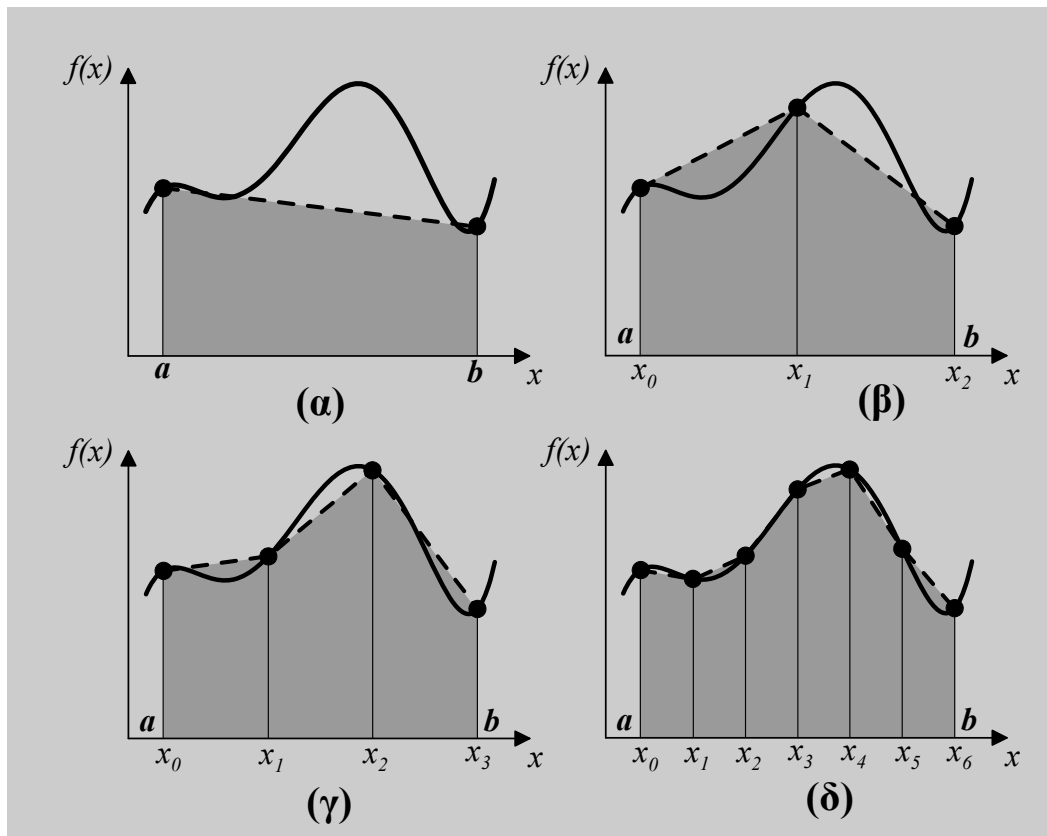 f(x)
a b x
(α)
f(x)
a b
x₀ x₁ x₂ x
(β)
f(x)
a b
x₀ x₁ x₂ x₃ x
(γ)
f(x)
a b
x₀ x₁ x₂ x₃ x₄ x₅ x₆ x
(δ)